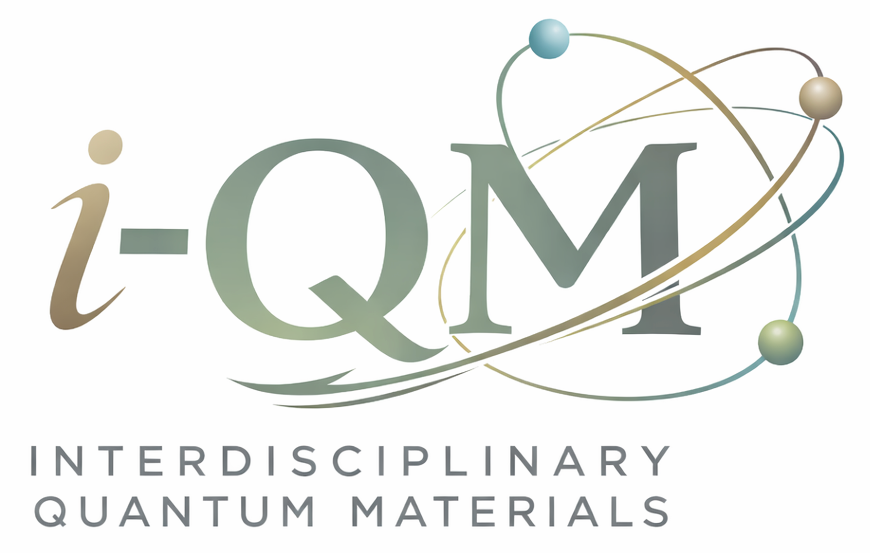 i-QM
INTERDISCIPLINARY
QUANTUM MATERIALS